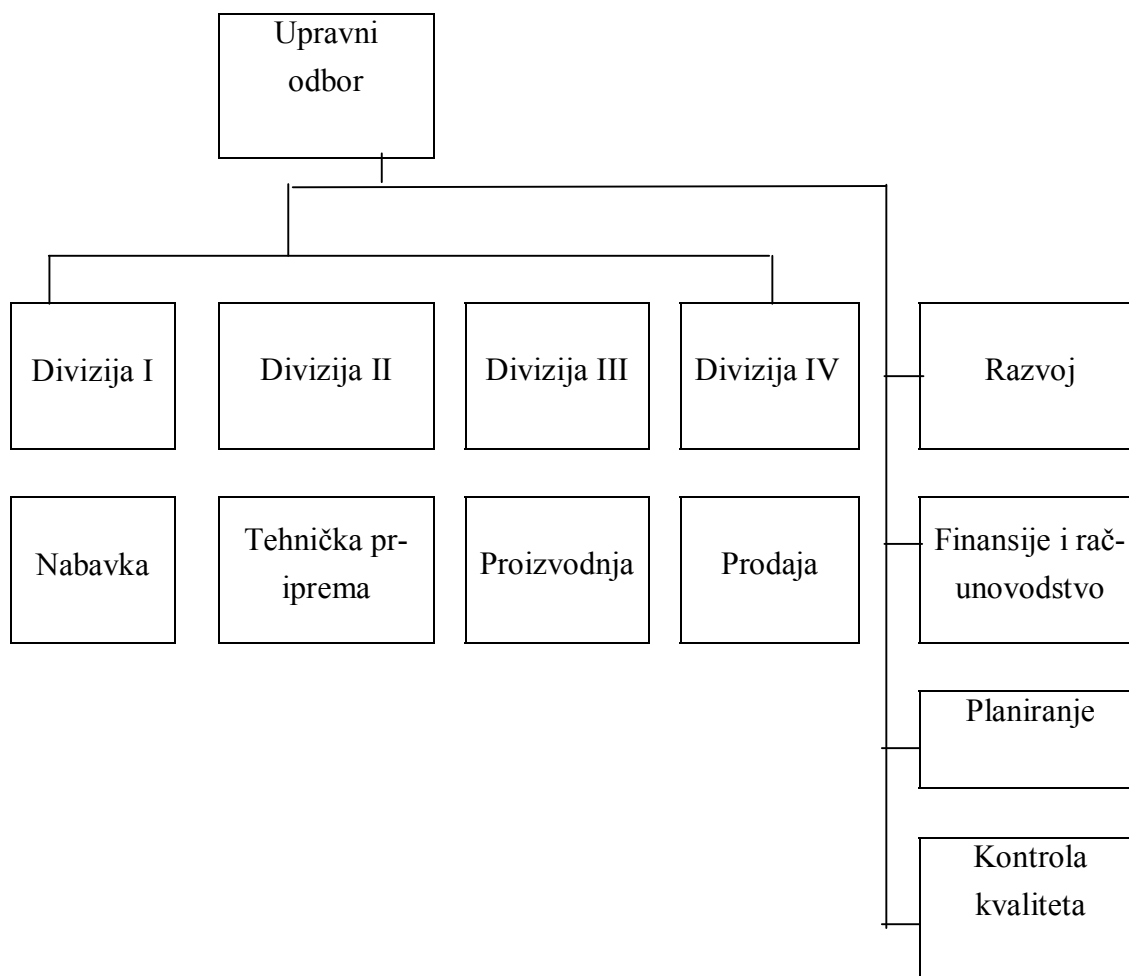 Upravni
odbor
Divizija I
Divizija II
Divizija III
Divizija IV
Razvoj
Nabavka
Tehnička pr-
iprema
Proizvodnja
Prodaja
Finansije i rač-
unovodstvo
Planiranje
Kontrola
kvaliteta